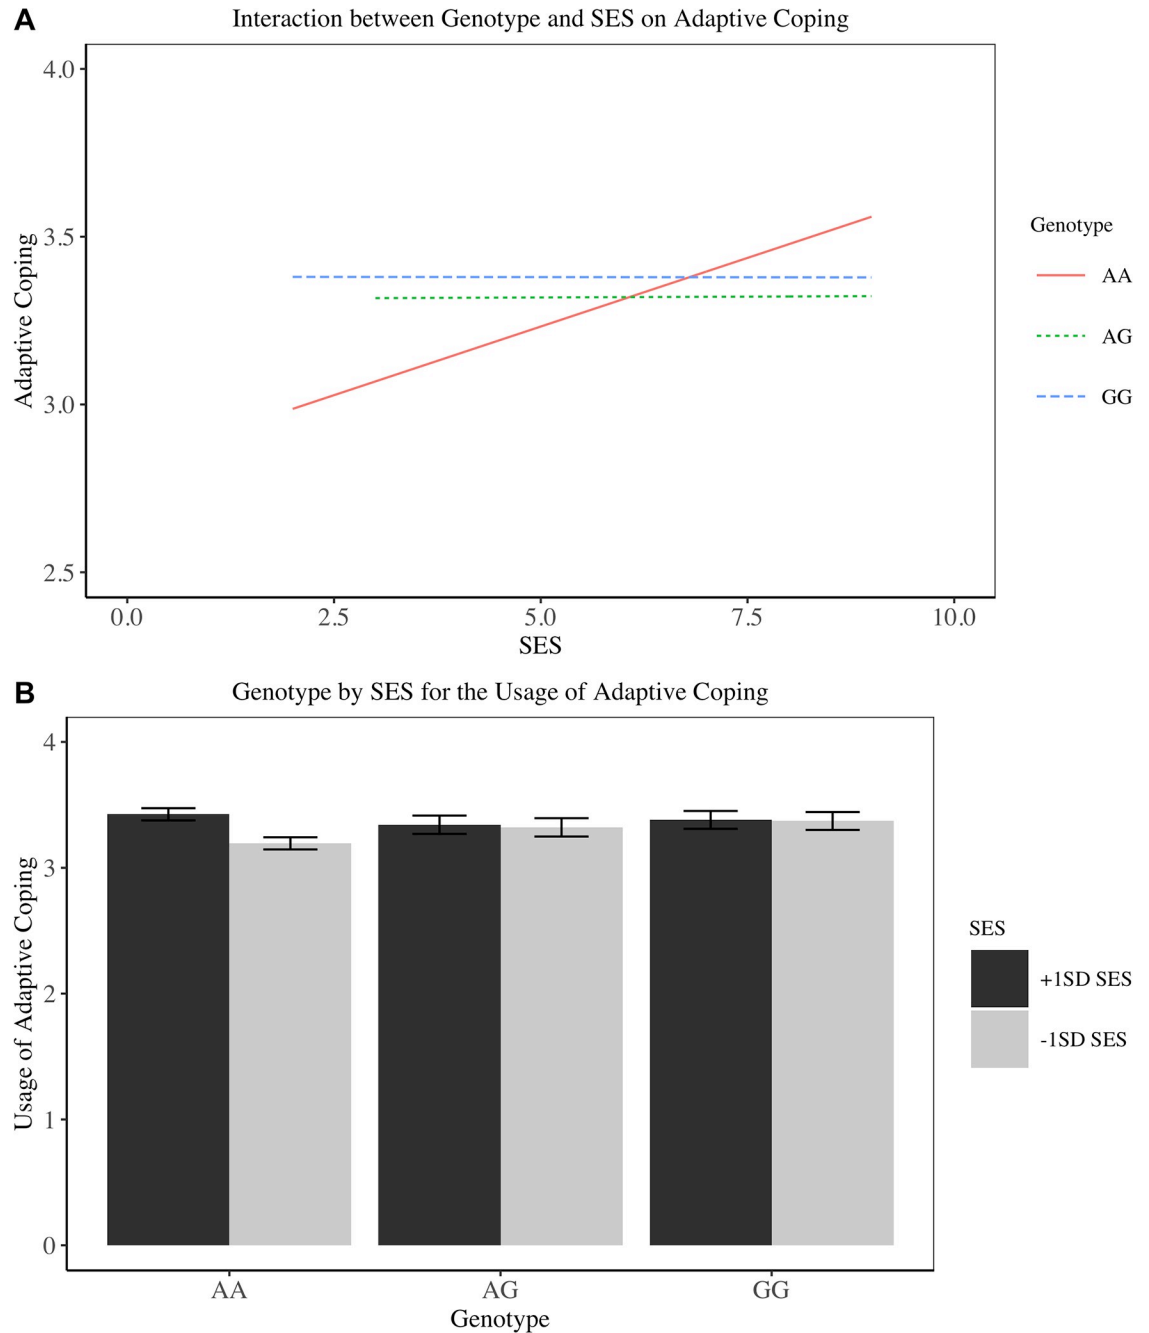 A
Interaction between Genotype and SES on Adaptive Coping
4.0
3.5
3.0
2.5
Adaptive Coping
0.0 2.5 5.0 7.5 10.0
SES
Genotype
AA
AG
GG
B
Genotype by SES for the Usage of Adaptive Coping
4
3
2
1
0
Usage of Adaptive Coping
AA AG GG
Genotype
SES
+1SD SES
-1SD SES